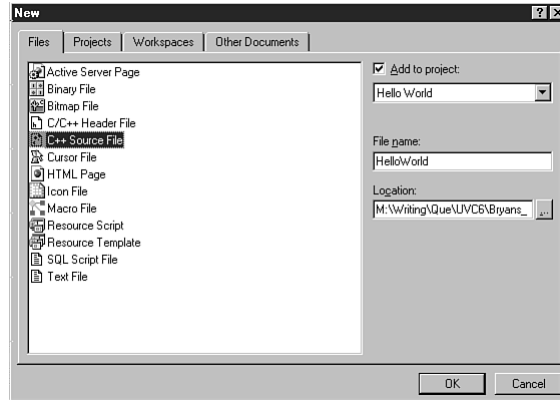 New
Files Projects Workspaces Other Documents
Active Server Page
Binary File
Bitmap File
C/C++ Header File
C++ Source File
Cursor File
HTML Page
Icon File
Macro File
Resource Script
Resource Template
SQL Script File
Text File
Add to project:
Hello World
File name:
HelloWorld
Location:
M:\Writing\Que\UVC6\Bryans_ ...
OK Cancel